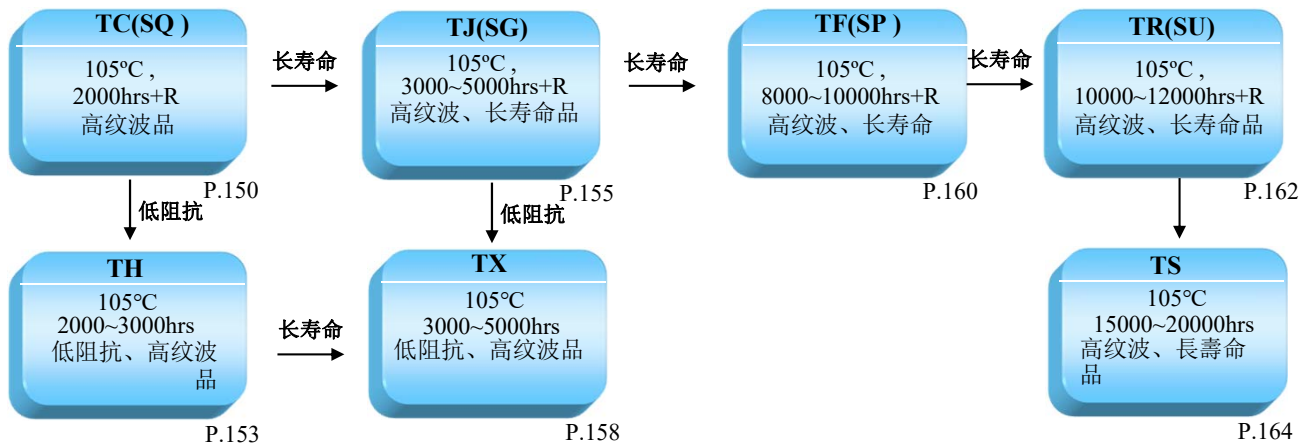 TC(SQ )
105ºC ,
2000hrs+R
高纹波品
P.150
长寿命
TJ(SG)
105ºC ,
3000~5000hrs+R
高纹波、长寿命品
P.155
长寿命
TF(SP )
105ºC ,
8000~10000hrs+R
高纹波、长寿命
P.160
长寿命
TR(SU)
105ºC ,
10000~12000hrs+R
高纹波、长寿命品
P.162
低阻抗
低阻抗
TH
105℃
2000~3000hrs
低阻抗、高纹波
品
P.153
长寿命
TX
105℃
3000~5000hrs
低阻抗、高纹波品
P.158
TS
105℃
15000~20000hrs
高纹波、長壽命
品
P.164